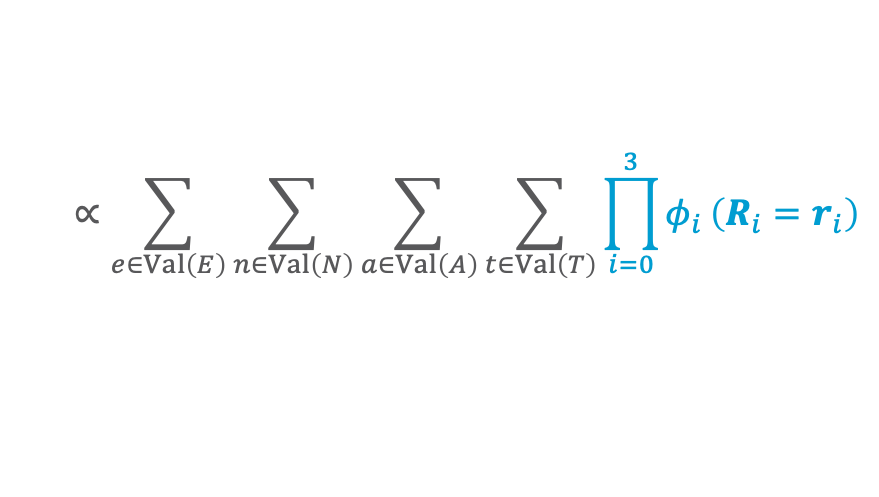 ∝ ∑_{e∈Val(E)} ∑_{n∈Val(N)} ∑_{a∈Val(A)} ∑_{t∈Val(T)} ∏_{i=0}^{3} ϕ_i (R_i = r_i)